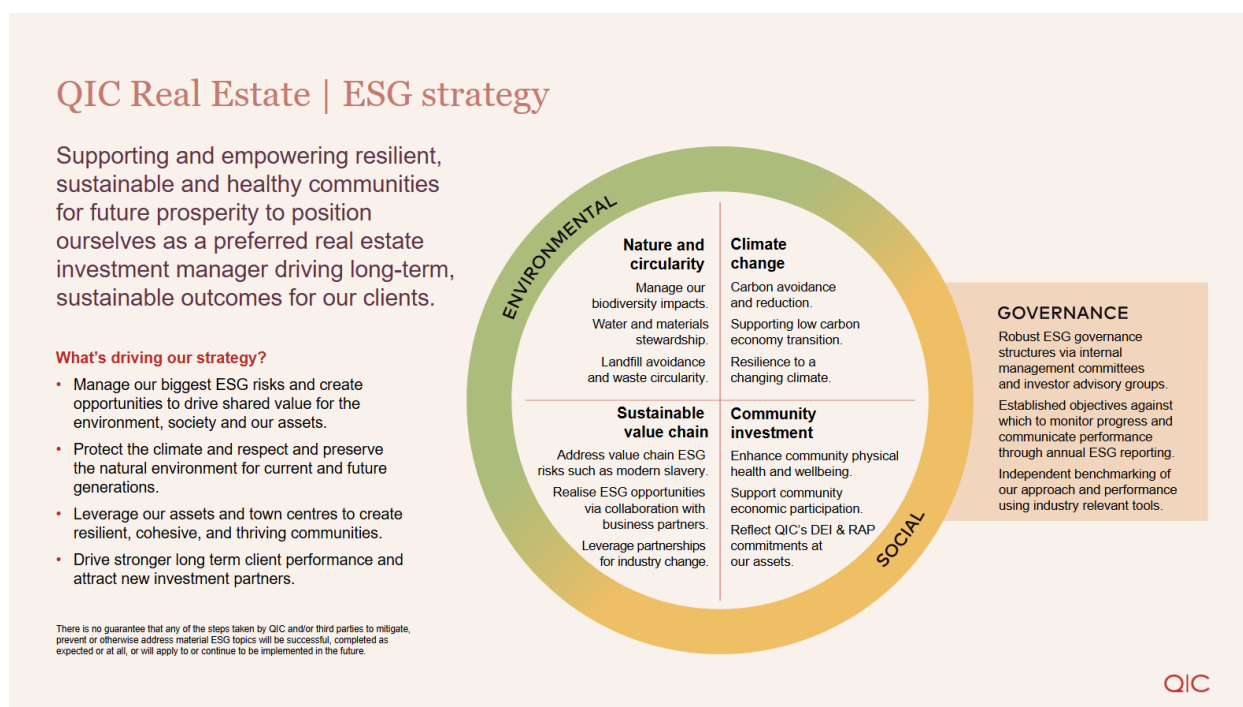 QIC Real Estate | ESG strategy
Supporting and empowering resilient,
sustainable and healthy communities
for future prosperity to position
ourselves as a preferred real estate
investment manager driving long-term,
sustainable outcomes for our clients.
What's driving our strategy?
• Manage our biggest ESG risks and create
opportunities to drive shared value for the
environment, society and our assets.
• Protect the climate and respect and preserve
the natural environment for current and future
generations.
• Leverage our assets and town centres to create
resilient, cohesive, and thriving communities.
• Drive stronger long term client performance and
attract new investment partners.
There is no guarantee that any of the steps taken by QIC and/or third parties to mitigate,
prevent or otherwise address material ESG topics will be successful, completed as
expected or at all, or will apply to or continue to be implemented in the future.
ENVIRONMENTAL
Nature and
circularity
Manage our
biodiversity impacts.
Water and materials
stewardship.
Landfill avoidance
and waste circularity.
Climate
change
Carbon avoidance
and reduction.
Supporting low carbon
economy transition.
Resilience to a
changing climate.
Sustainable
value chain
Address value chain ESG
risks such as modern slavery.
Realise ESG opportunities
via collaboration with
business partners.
Leverage partnerships
for industry change.
Community
investment
Enhance community physical
health and wellbeing.
Support community
economic participation.
Reflect QIC's DEI & RAP
commitments at
our assets.
SOCIAL
GOVERNANCE
Robust ESG governance
structures via internal
management committees
and investor advisory groups.
Established objectives against
which to monitor progress and
communicate performance
through annual ESG reporting.
Independent benchmarking of
our approach and performance
using industry relevant tools.
QIC